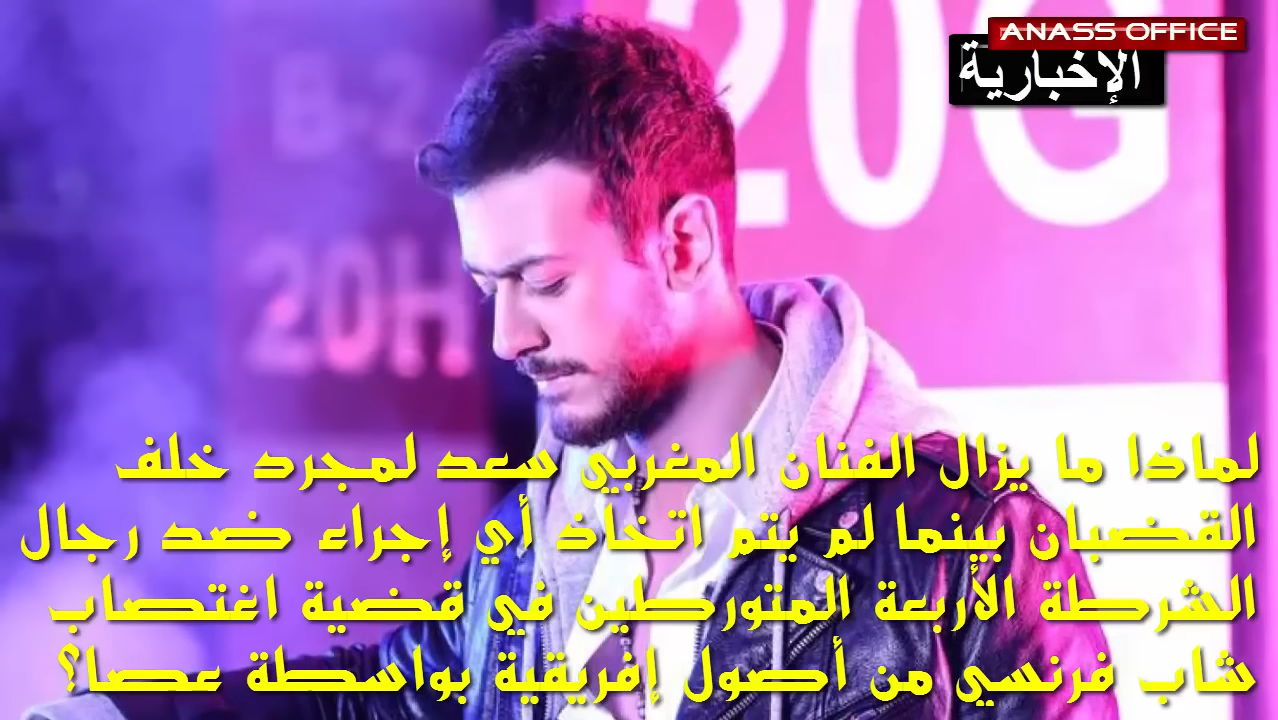 ANASS OFFICE
الإخبارية
20G
B-2
20H
لماذا ما يزال الفنان المغربي سعد لمجرد خلف
القضبان بينما لم يتم اتخاذ أي إجراء ضد رجال
الشرطة الأربعة المتورطين في قضية اغتصاب
شاب فرنسي من أصول إفريقية بواسطة عصا؟